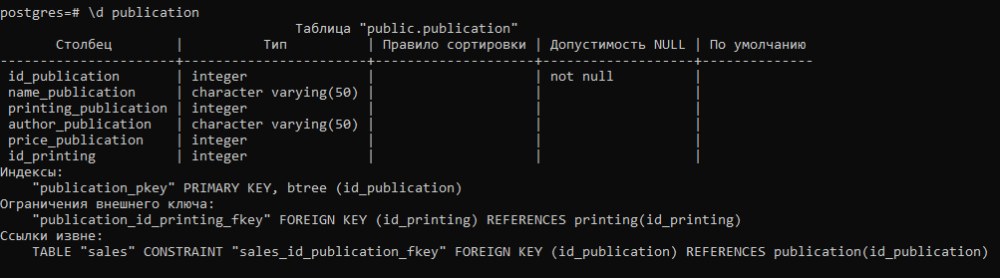 postgres=# \d publication
                                     Таблица "public.publication"
       Столбец        |          Тип          | Правило сортировки | Допустимость NULL | По умолчанию
----------------------+-----------------------+--------------------+-------------------+--------------
 id_publication       | integer               |                    | not null          |
 name_publication     | character varying(50) |                    |                   |
 printing_publication | integer               |                    |                   |
 author_publication   | character varying(50) |                    |                   |
 price_publication    | integer               |                    |                   |
 id_printing          | integer               |                    |                   |
Индексы:
    "publication_pkey" PRIMARY KEY, btree (id_publication)
Ограничения внешнего ключа:
    "publication_id_printing_fkey" FOREIGN KEY (id_printing) REFERENCES printing(id_printing)
Ссылки извне:
    TABLE "sales" CONSTRAINT "sales_id_publication_fkey" FOREIGN KEY (id_publication) REFERENCES publication(id_publication)